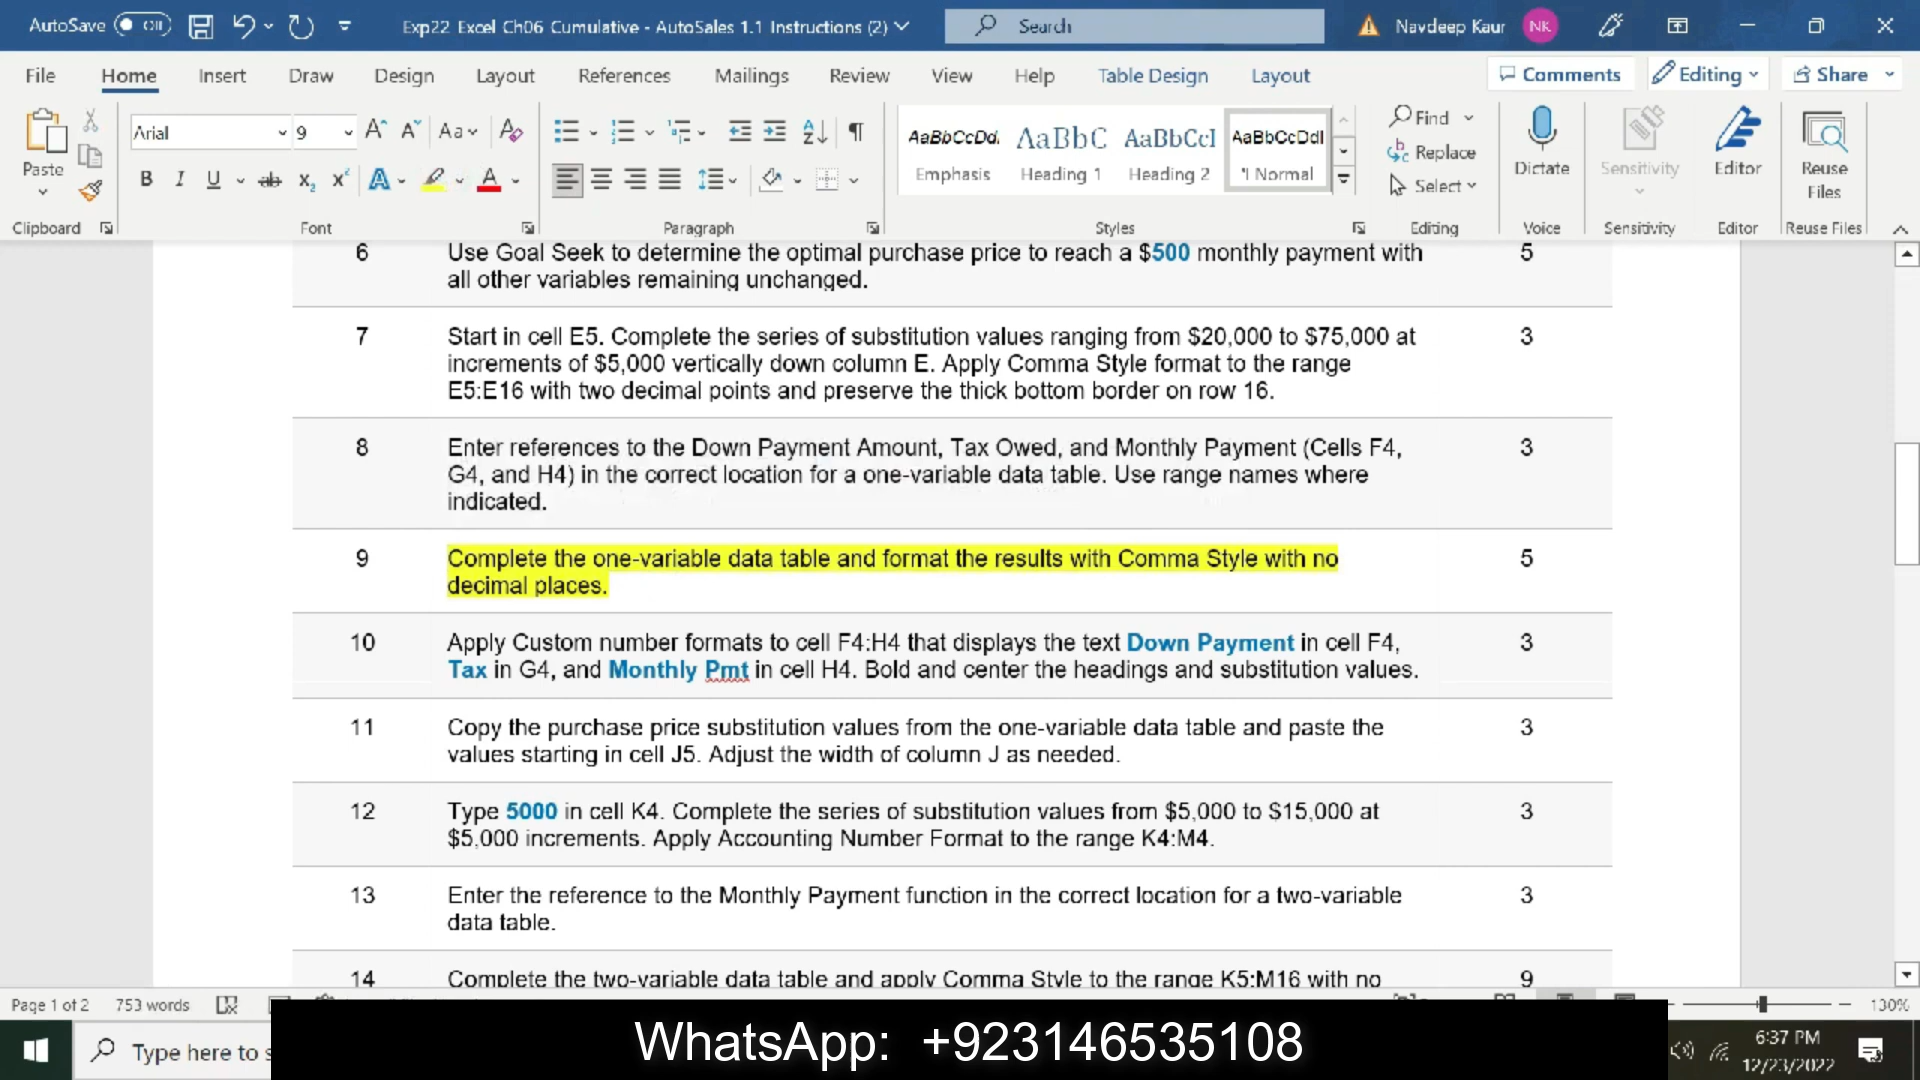 AutoSave Off Exp22 Excel Ch06 Cumulative - AutoSales 1.1 Instructions (2) Search Navdeep Kaur NK
File Home Insert Draw Design Layout References Mailings Review View Help Table Design Layout Comments Editing Share
Paste Arial 9 Aa AaBbCcDd. AaBbC AaBbCcI AaBbCcDdI Find Replace Select Dictate Sensitivity Editor Reuse Files
Emphasis Heading 1 Heading 2 ¶ Normal
Clipboard Font Paragraph Styles Editing Voice Sensitivity Editor Reuse Files
6 Use Goal Seek to determine the optimal purchase price to reach a $500 monthly payment with 5
all other variables remaining unchanged.
7 Start in cell E5. Complete the series of substitution values ranging from $20,000 to $75,000 at 3
increments of $5,000 vertically down column E. Apply Comma Style format to the range
E5:E16 with two decimal points and preserve the thick bottom border on row 16.
8 Enter references to the Down Payment Amount, Tax Owed, and Monthly Payment (Cells F4, 3
G4, and H4) in the correct location for a one-variable data table. Use range names where
indicated.
9 Complete the one-variable data table and format the results with Comma Style with no 5
decimal places.
10 Apply Custom number formats to cell F4:H4 that displays the text Down Payment in cell F4, 3
Tax in G4, and Monthly Pmt in cell H4. Bold and center the headings and substitution values.
11 Copy the purchase price substitution values from the one-variable data table and paste the 3
values starting in cell J5. Adjust the width of column J as needed.
12 Type 5000 in cell K4. Complete the series of substitution values from $5,000 to $15,000 at 3
$5,000 increments. Apply Accounting Number Format to the range K4:M4.
13 Enter the reference to the Monthly Payment function in the correct location for a two-variable 3
data table.
14 Complete the two-variable data table and apply Comma Style to the range K5:M16 with no 9
Page 1 of 2 753 words 130%
Type here to s
WhatsApp: +923146535108
6:37 PM
12/23/2022